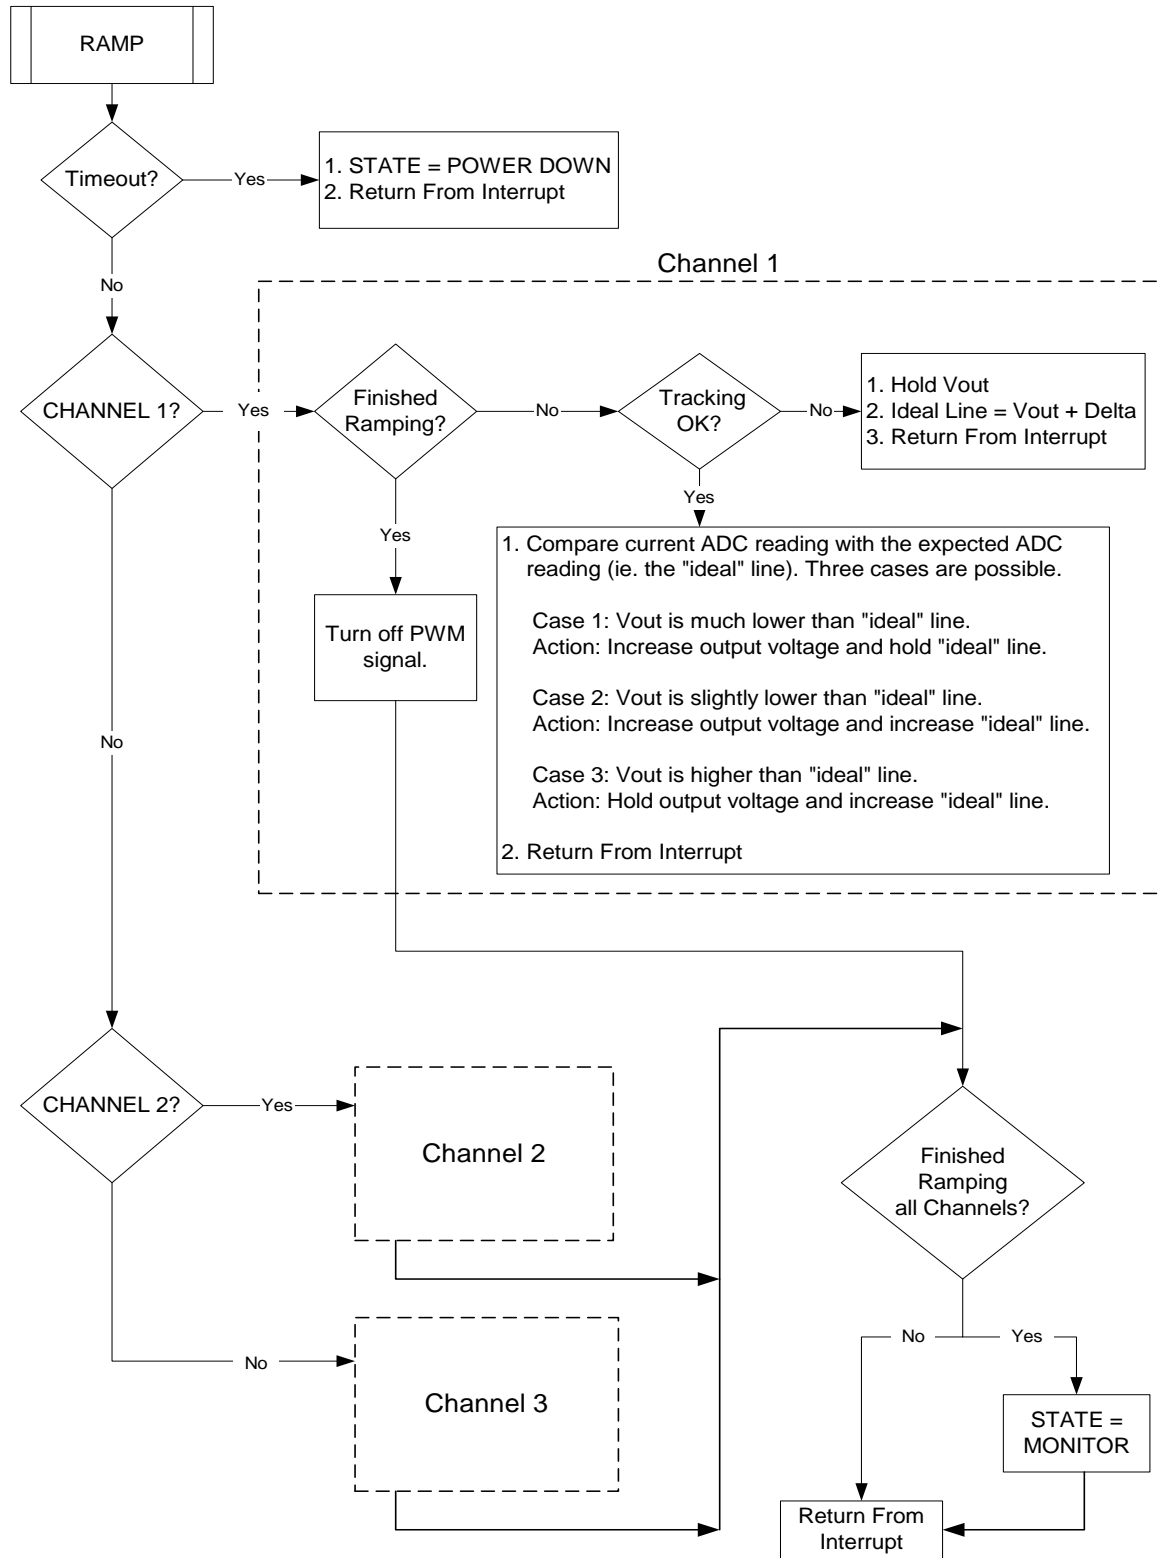 RAMP
Timeout?
Yes
1. STATE = POWER DOWN
2. Return From Interrupt
No
Channel 1
CHANNEL 1?
Yes
Finished
Ramping?
No
Tracking
OK?
No
1. Hold Vout
2. Ideal Line = Vout + Delta
3. Return From Interrupt
Yes
Yes
1. Compare current ADC reading with the expected ADC
reading (ie. the "ideal" line). Three cases are possible.
Case 1: Vout is much lower than "ideal" line.
Action: Increase output voltage and hold "ideal" line.
Case 2: Vout is slightly lower than "ideal" line.
Action: Increase output voltage and increase "ideal" line.
Case 3: Vout is higher than "ideal" line.
Action: Hold output voltage and increase "ideal" line.
2. Return From Interrupt
Turn off PWM
signal.
No
CHANNEL 2?
Yes
Channel 2
Finished
Ramping
all Channels?
No
Channel 3
No
Yes
STATE =
MONITOR
Return From
Interrupt